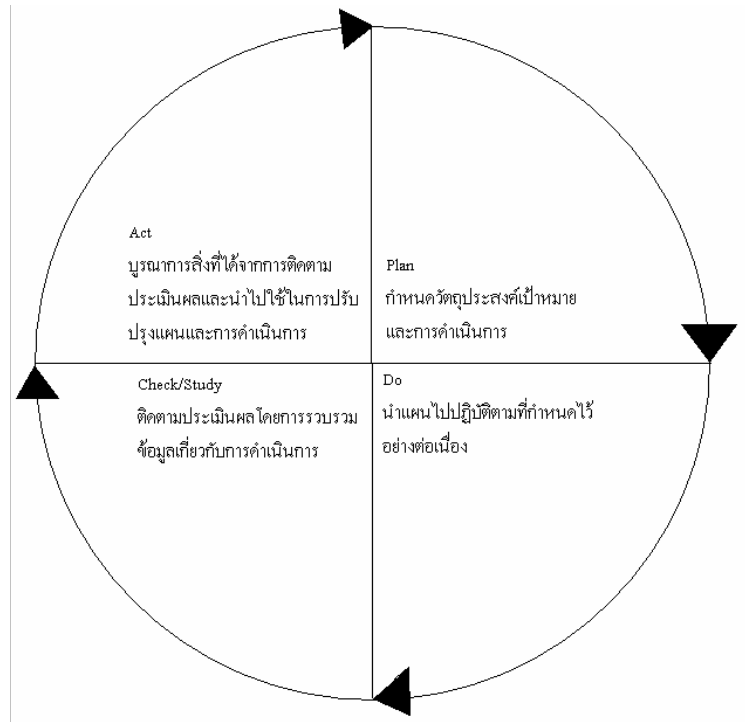 Act
บูรณาการสิ่งที่ได้จากการติดตาม
ประเมินผลและนำไปใช้ในการปรับ
ปรุงแผนและการดำเนินการ
Plan
กำหนดวัตถุประสงค์เป้าหมาย
และการดำเนินการ
Check/Study
ติดตามประเมินผลโดยการรวบรวม
ข้อมูลเกี่ยวกับการดำเนินการ
Do
นำแผนไปปฏิบัติตามที่กำหนดไว้
อย่างต่อเนื่อง